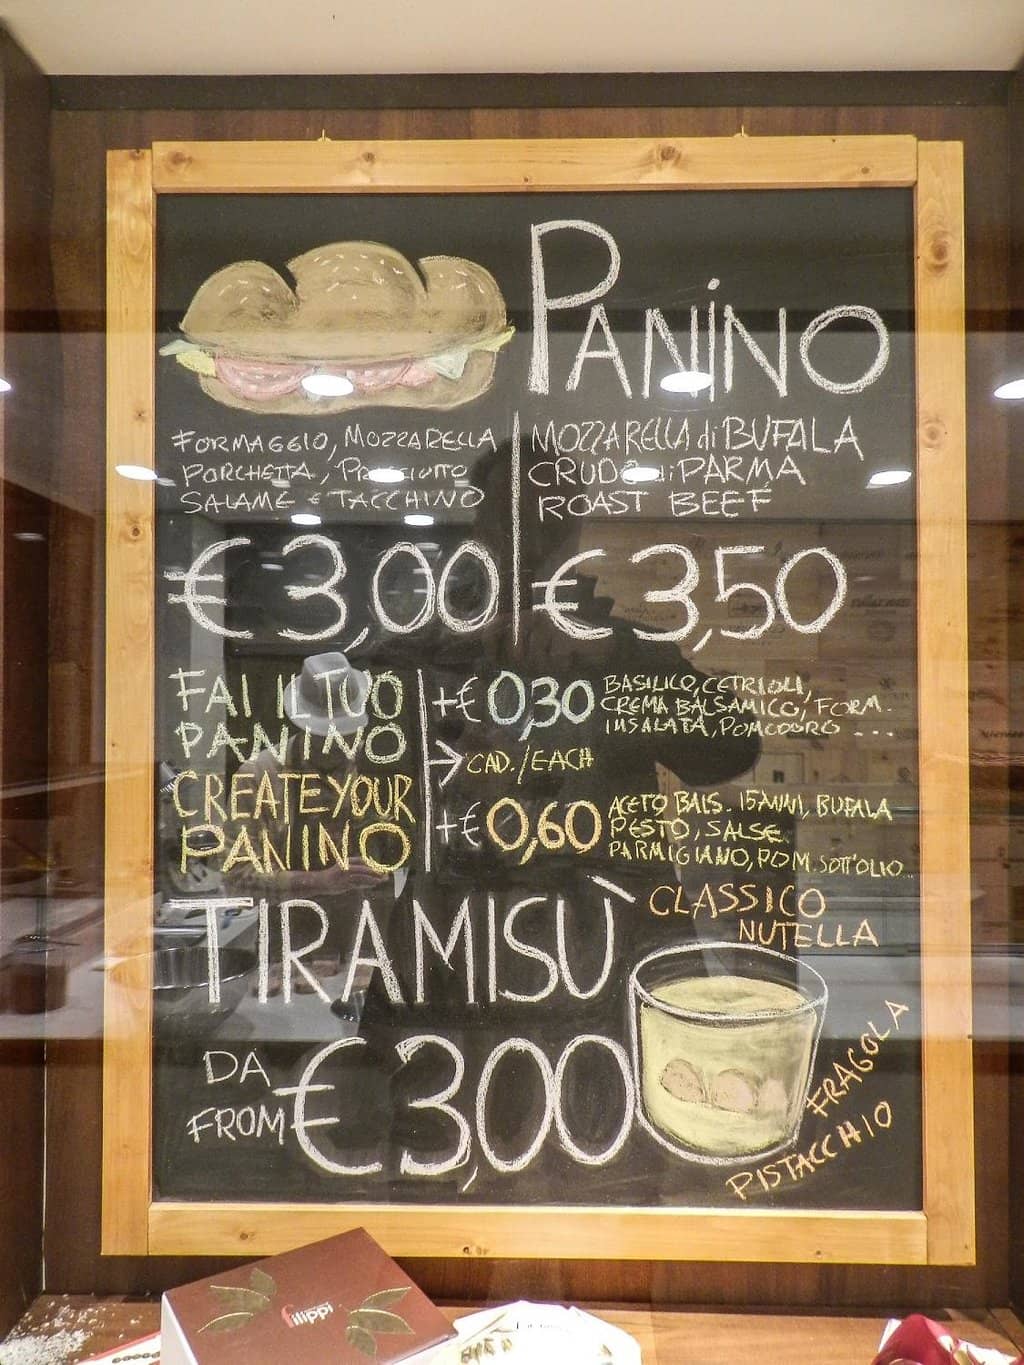 PANiNO
FORMAGGIO, MOZZARELLA
PORCHETTA, PROSCIUTTO
SALAME E TACCHINO
€3,00
MOZZARELLA di BUFALA
CRUDO di PARMA
ROAST BEEF
€3,50
FAI IL TUO
PANINO
CREATE YOUR
PANINO
+€0,30
BASILICO, CETRIOLI,
CREMA BALSAMICO, FORM.
INSALATA, POMODORO ...
→ CAD./EACH
+€0,60
ACETO BALS. 15ANNI, BUFALA
PESTO, SALSE
PARMIGIANO, POM. SOTT'OLIO...
TIRAMISÙ
CLASSICO
NUTELLA
FRAGOLA
PISTACCHIO
DA
FROM
€3,00
filippi